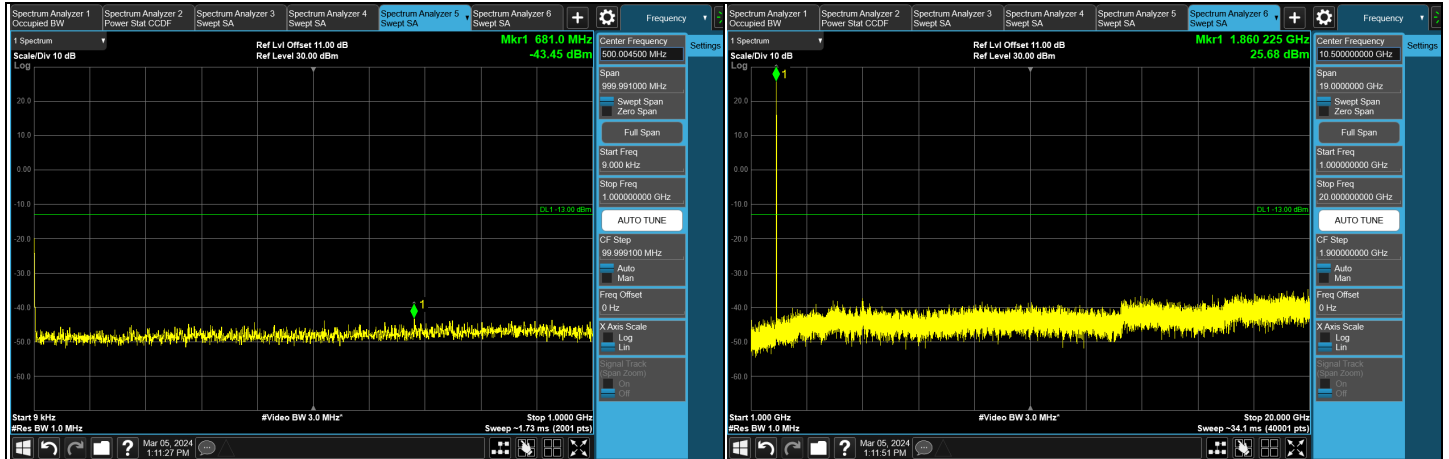 Spectrum Analyzer 1
Occupied BW
Spectrum Analyzer 2
Power Stat CCDF
Spectrum Analyzer 3
Swept SA
Spectrum Analyzer 4
Swept SA
Spectrum Analyzer 5
Swept SA
Spectrum Analyzer 6
Swept SA
Frequency
1 Spectrum
Scale/Div 10 dB
Log
Ref Lvl Offset 11.00 dB
Ref Level 30.00 dBm
Mkr1 681.0 MHz
-43.45 dBm
1
20.0
10.0
0.00
-10.0
-20.0
-30.0
-40.0
-50.0
-60.0
DL1 -13.00 dBm
Start 9 kHz
#Res BW 1.0 MHz
#Video BW 3.0 MHz*
Stop 1.0000 GHz
Sweep ~1.73 ms (2001 pts)
Center Frequency
500.004500 MHz
Settings
Span
999.991000 MHz
Swept Span
Zero Span
Full Span
Start Freq
9.000 kHz
Stop Freq
1.000000000 GHz
AUTO TUNE
CF Step
99.999100 MHz
Auto
Man
Freq Offset
0 Hz
X Axis Scale
Log
Lin
Signal Track
(Span Zoom)
On
Off
?
Mar 05, 2024
1:11:27 PM
Spectrum Analyzer 1
Occupied BW
Spectrum Analyzer 2
Power Stat CCDF
Spectrum Analyzer 3
Swept SA
Spectrum Analyzer 4
Swept SA
Spectrum Analyzer 5
Swept SA
Spectrum Analyzer 6
Swept SA
Frequency
1 Spectrum
Scale/Div 10 dB
Log
Ref Lvl Offset 11.00 dB
Ref Level 30.00 dBm
Mkr1 1.860 225 GHz
25.68 dBm
1
20.0
10.0
0.00
-10.0
-20.0
-30.0
-40.0
-50.0
-60.0
DL1 -13.00 dBm
Start 1.000 GHz
#Res BW 1.0 MHz
#Video BW 3.0 MHz*
Stop 20.000 GHz
Sweep ~34.1 ms (40001 pts)
Center Frequency
10.500000000 GHz
Settings
Span
19.0000000 GHz
Swept Span
Zero Span
Full Span
Start Freq
1.000000000 GHz
Stop Freq
20.000000000 GHz
AUTO TUNE
CF Step
1.900000000 GHz
Auto
Man
Freq Offset
0 Hz
X Axis Scale
Log
Lin
Signal Track
(Span Zoom)
On
Off
?
Mar 05, 2024
1:11:51 PM